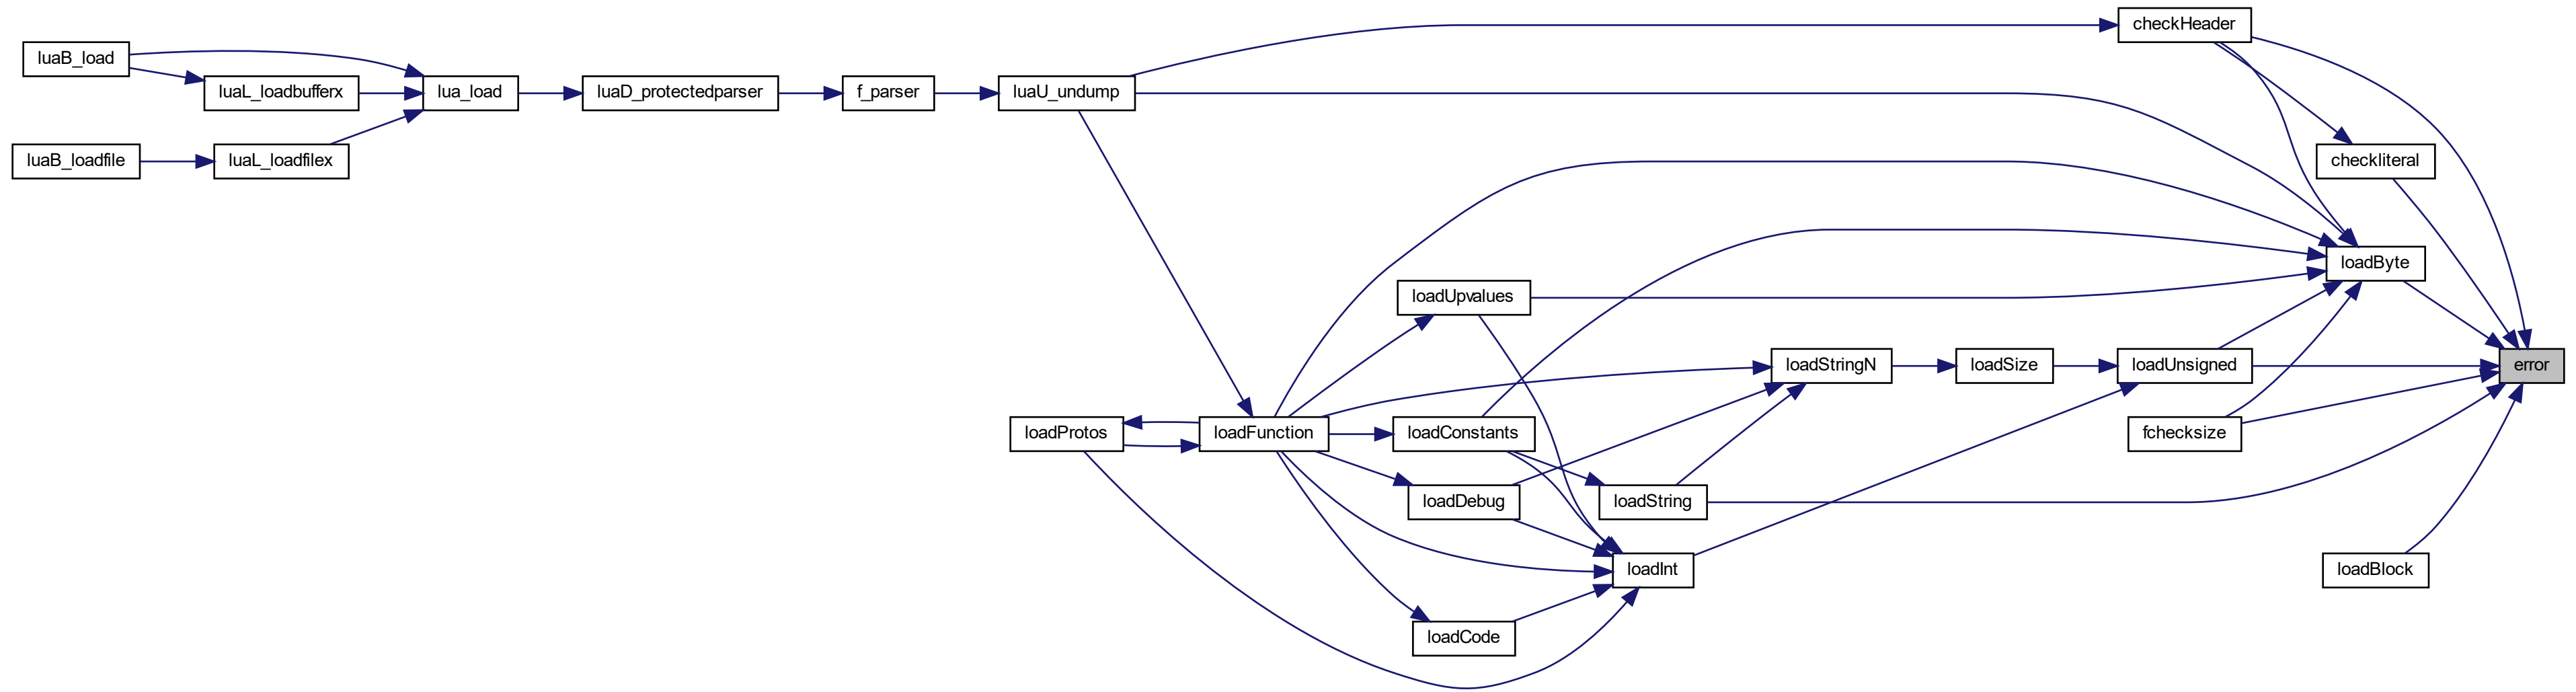 checkHeader
luaB_load
luaL_loadbufferx
lua_load
luaD_protectedparser
f_parser
luaU_undump
luaB_loadfile
luaL_loadfilex
checkliteral
loadByte
loadUpvalues
loadStringN
loadSize
loadUnsigned
error
loadProtos
loadFunction
loadConstants
fchecksize
loadDebug
loadString
loadInt
loadBlock
loadCode